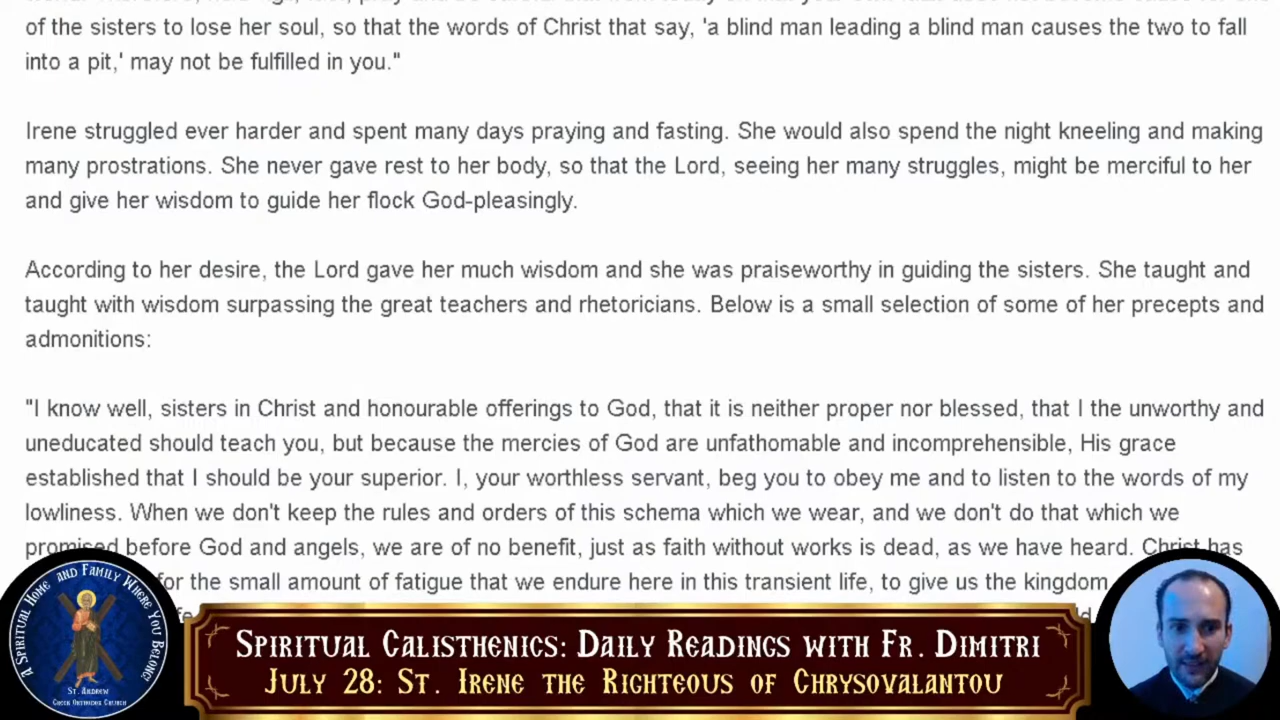 of the sisters to lose her soul, so that the words of Christ that say, 'a blind man leading a blind man causes the two to fall
into a pit,' may not be fulfilled in you."
Irene struggled ever harder and spent many days praying and fasting. She would also spend the night kneeling and making
many prostrations. She never gave rest to her body, so that the Lord, seeing her many struggles, might be merciful to her
and give her wisdom to guide her flock God-pleasingly.
According to her desire, the Lord gave her much wisdom and she was praiseworthy in guiding the sisters. She taught and
taught with wisdom surpassing the great teachers and rhetoricians. Below is a small selection of some of her precepts and
admonitions:
"I know well, sisters in Christ and honourable offerings to God, that it is neither proper nor blessed, that I the unworthy and
uneducated should teach you, but because the mercies of God are unfathomable and incomprehensible, His grace
established that I should be your superior. I, your worthless servant, beg you to obey me and to listen to the words of my
lowliness. When we don't keep the rules and orders of this schema which we wear, and we don't do that which we
promised before God and angels, we are of no benefit, just as faith without works is dead, as we have heard. Christ has
for the small amount of fatigue that we endure here in this transient life, to give us the kingdom
A Spiritual Home and Family Where You Belong!
St. Andrew
Greek Orthodox Church
Spiritual Calisthenics: Daily Readings with Fr. Dimitri
July 28: St. Irene the Righteous of Chrysovalantou